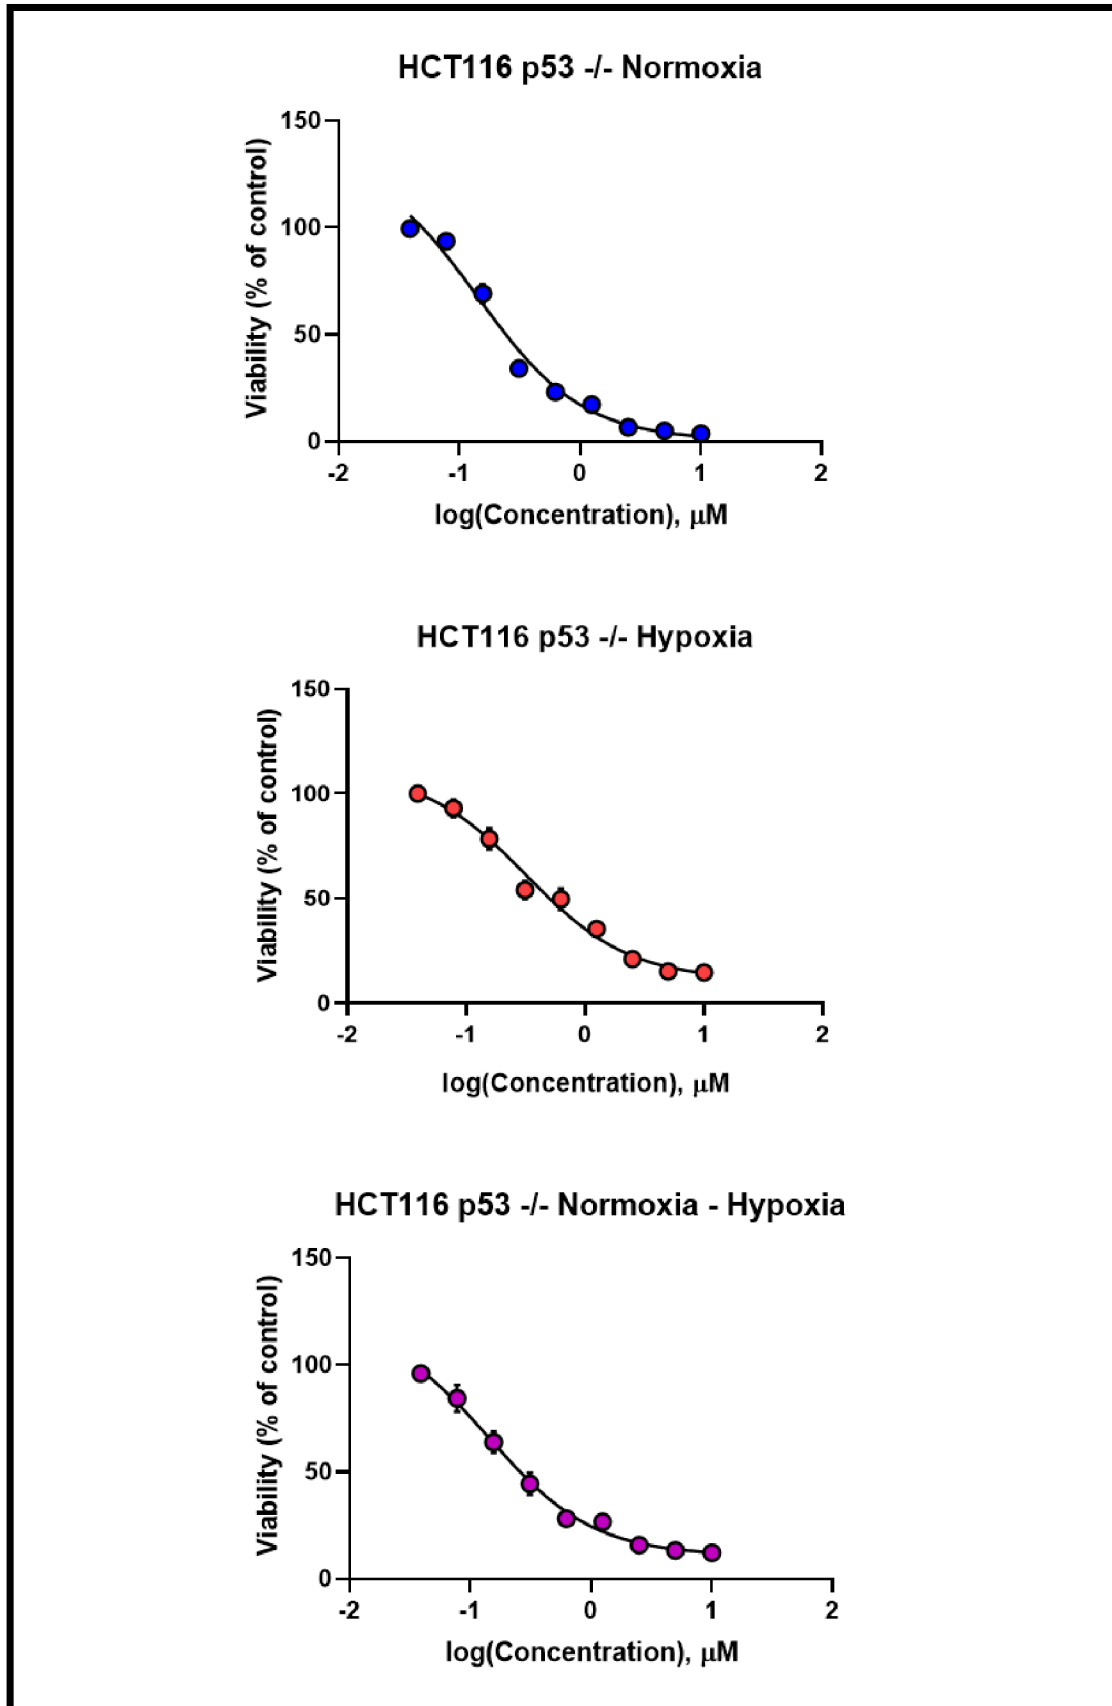 HCT116 p53 -/- Normoxia
150
100
50
0
Viability (% of control)
-2 -1 0 1 2
log(Concentration), μM
HCT116 p53 -/- Hypoxia
150
100
50
0
Viability (% of control)
-2 -1 0 1 2
log(Concentration), μM
HCT116 p53 -/- Normoxia - Hypoxia
150
100
50
0
Viability (% of control)
-2 -1 0 1 2
log(Concentration), μM